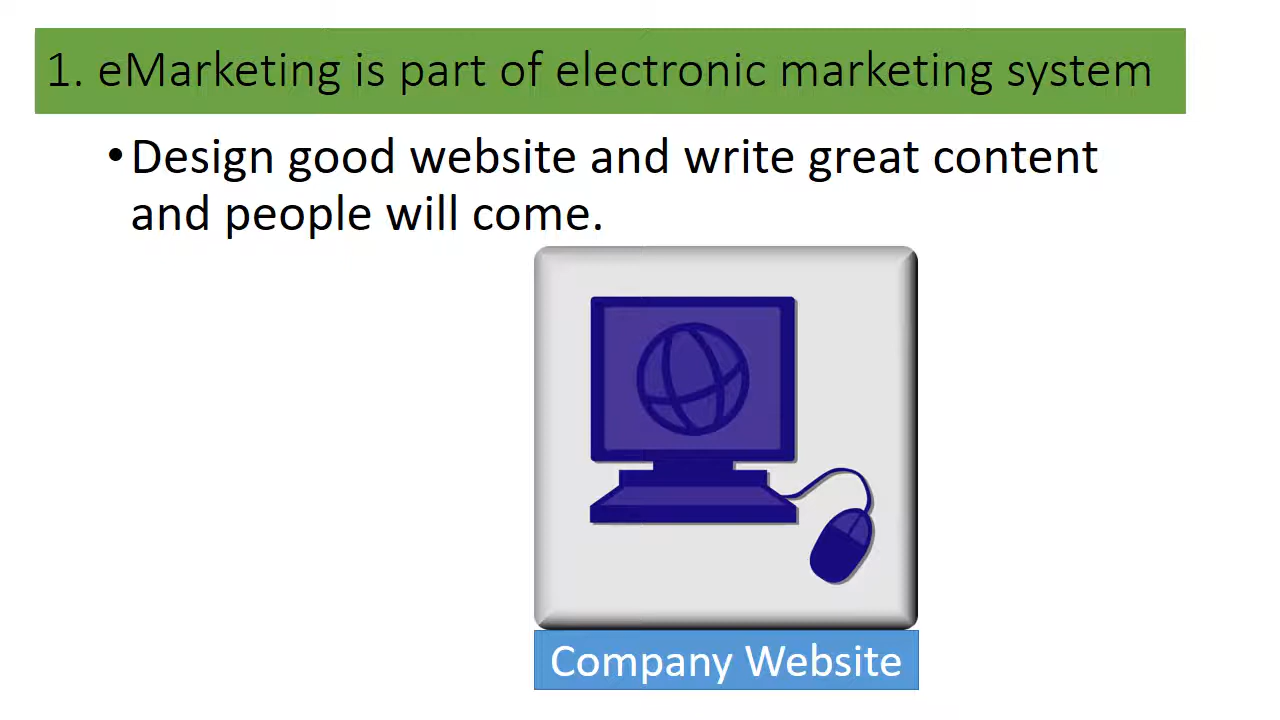 1. eMarketing is part of electronic marketing system
•Design good website and write great content
and people will come.
Company Website